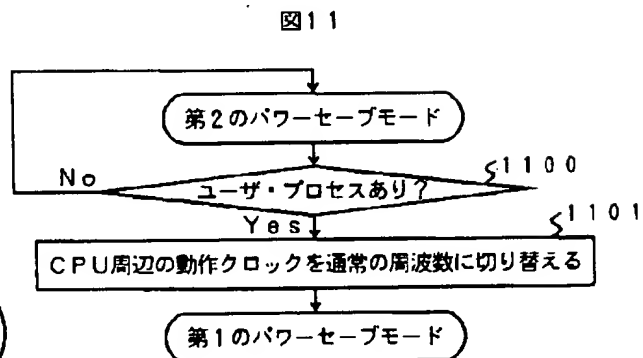 図11
第2のパワーセーブモード
No
ユーザ・プロセスあり?
1100
Yes
1101
CPU周辺の動作クロックを通常の周波数に切り替える
第1のパワーセーブモード